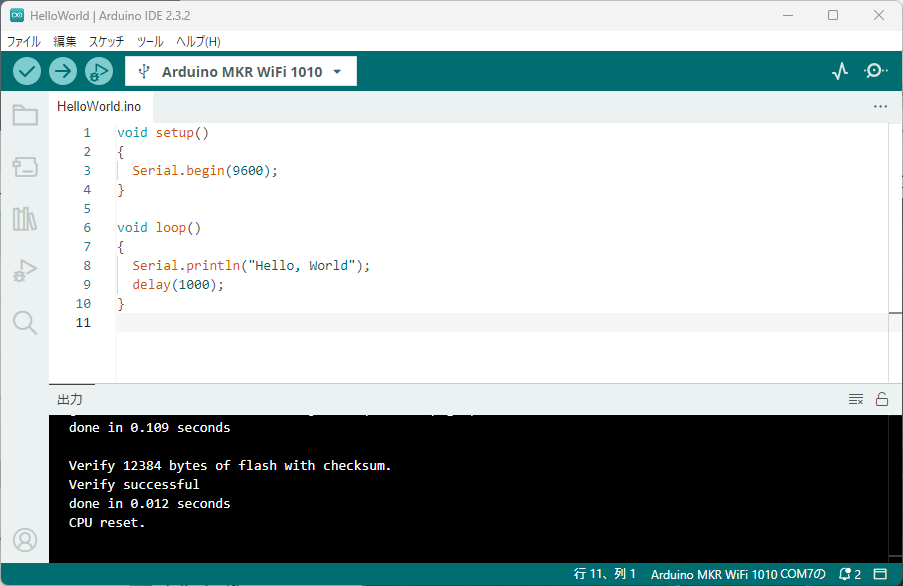 HelloWorld | Arduino IDE 2.3.2
ファイル 編集 スケッチ ツール ヘルプ(H)
Arduino MKR WiFi 1010
HelloWorld.ino
1 void setup()
2 {
3 Serial.begin(9600);
4 }
5
6 void loop()
7 {
8 Serial.println("Hello, World");
9 delay(1000);
10 }
11
出力
done in 0.109 seconds
Verify 12384 bytes of flash with checksum.
Verify successful
done in 0.012 seconds
CPU reset.
行 11、列 1 Arduino MKR WiFi 1010 COM7の 2